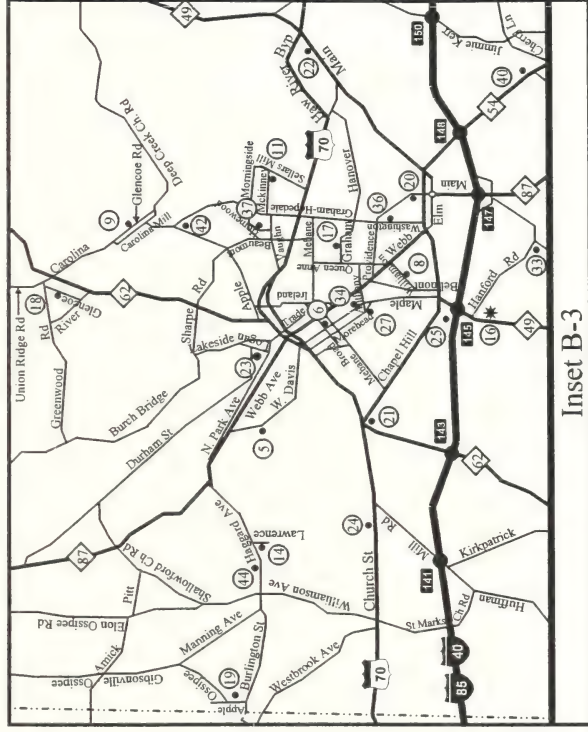 Union Ridge Rd
49
Carolina
Glencoe Rd
Deep Creek Ch. Rd
18
9
Glencoe
River
62
Carolina Mill
42
Greenwood
Rd
Burch Bridge
Sharpe
Rd
Lakeside
Apple
Beaumont
Vaughn
37
Morningside
Mckinney
11
Sellars Mill
Haw River Byp
22
Main
70
Hanover
Graham-Hopedale
Mebane
17
Graham
Queen Anne
Ireland
Trade
6
34
Providence
Washington
36
20
Elm
Main
Webb
8
Belmont
Maple
27
Morehead
Broad
Mebane
Chapel Hill
25
21
23
N. Park Ave
Webb Ave
W. Davis
5
Durham St
87
Shallowford Ch Rd
Haggard Ave
Lawrence
14
44
Williamson Ave
Church St
24
Pitt
Amick
Elon Ossipee Rd
Gibsonville
Ossipee
Manning Ave
Burlington St
Ossipee
19
Apple
Westbrook Ave
70
St Marks
Ch Rd
Huffman
Mill
Rd
Kirkpatrick
85
40
141
143
62
145
16
49
Hanford
Rd
33
147
87
148
54
40
150
Jimmie Kerr
Cherry Ln
Inset B-3